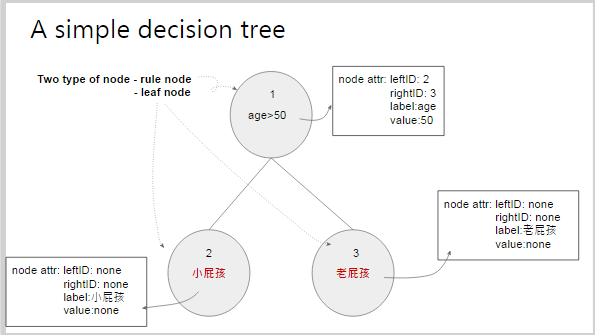 A simple decision tree
Two type of node - rule node
- leaf node
1
age>50
node attr: leftID: 2
rightID: 3
label:age
value:50
2
小屁孩
3
老屁孩
node attr: leftID: none
rightID: none
label:老屁孩
value:none
node attr: leftID: none
rightID: none
label:小屁孩
value:none